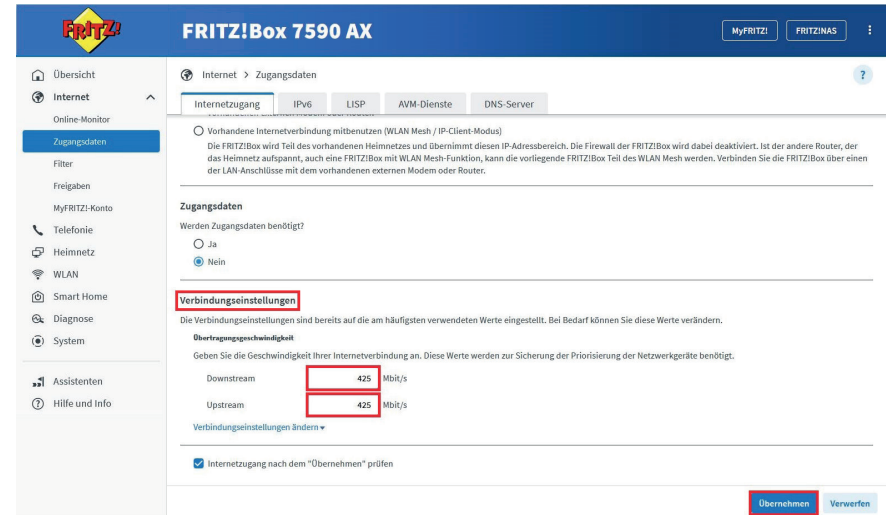 FRITZ!
FRITZ!Box 7590 AX
MyFRITZ!
FRITZ!NAS
Übersicht
Internet
Online-Monitor
Zugangsdaten
Filter
Freigaben
MyFRITZ!-Konto
Telefonie
Heimnetz
WLAN
Smart Home
Diagnose
System
Assistenten
Hilfe und Info
Internet > Zugangsdaten
?
Internetzugang IPv6 LISP AVM-Dienste DNS-Server
Vorhandene Internetverbindung mitbenutzen (WLAN Mesh / IP-Client-Modus)
Die FRITZ!Box wird Teil des vorhandenen Heimnetzes und übernimmt diesen IP-Adressbereich. Die Firewall der FRITZ!Box wird dabei deaktiviert. Ist der andere Router, der
das Heimnetz aufspannt, auch eine FRITZ!Box mit WLAN Mesh-Funktion, kann die vorliegende FRITZ!Box Teil des WLAN Mesh werden. Verbinden Sie die FRITZ!Box über einen
der LAN-Anschlüsse mit dem vorhandenen externen Modem oder Router.
Zugangsdaten
Werden Zugangsdaten benötigt?
Ja
Nein
Verbindungseinstellungen
Die Verbindungseinstellungen sind bereits auf die am häufigsten verwendeten Werte eingestellt. Bei Bedarf können Sie diese Werte verändern.
Übertragungsgeschwindigkeit
Geben Sie die Geschwindigkeit Ihrer Internetverbindung an. Diese Werte werden zur Sicherung der Priorisierung der Netzwerkgeräte benötigt.
Downstream 425 Mbit/s
Upstream 425 Mbit/s
Verbindungseinstellungen ändern
Internetzugang nach dem "Übernehmen" prüfen
Übernehmen Verwerfen